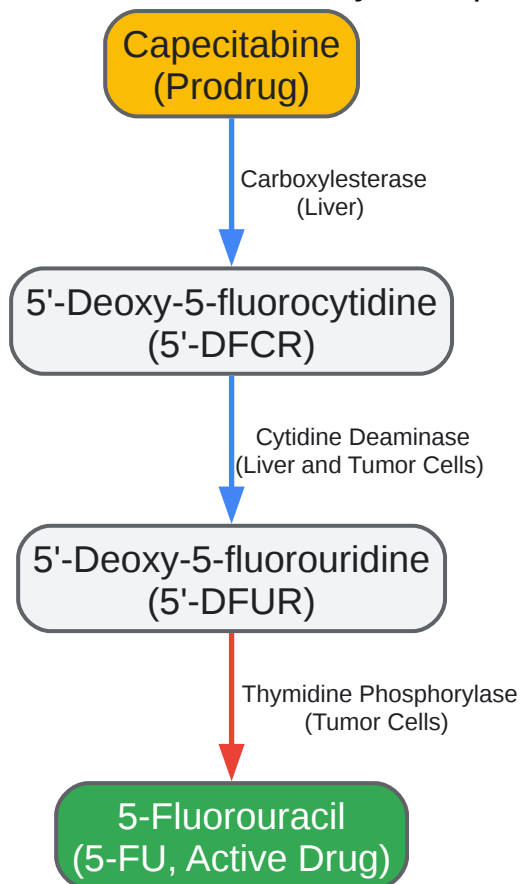 Capecitabine
(Prodrug)
Carboxylesterase
(Liver)
5'-Deoxy-5-fluorocytidine
(5'-DFCR)
Cytidine Deaminase
(Liver and Tumor Cells)
5'-Deoxy-5-fluorouridine
(5'-DFUR)
Thymidine Phosphorylase
(Tumor Cells)
5-Fluorouracil
(5-FU, Active Drug)